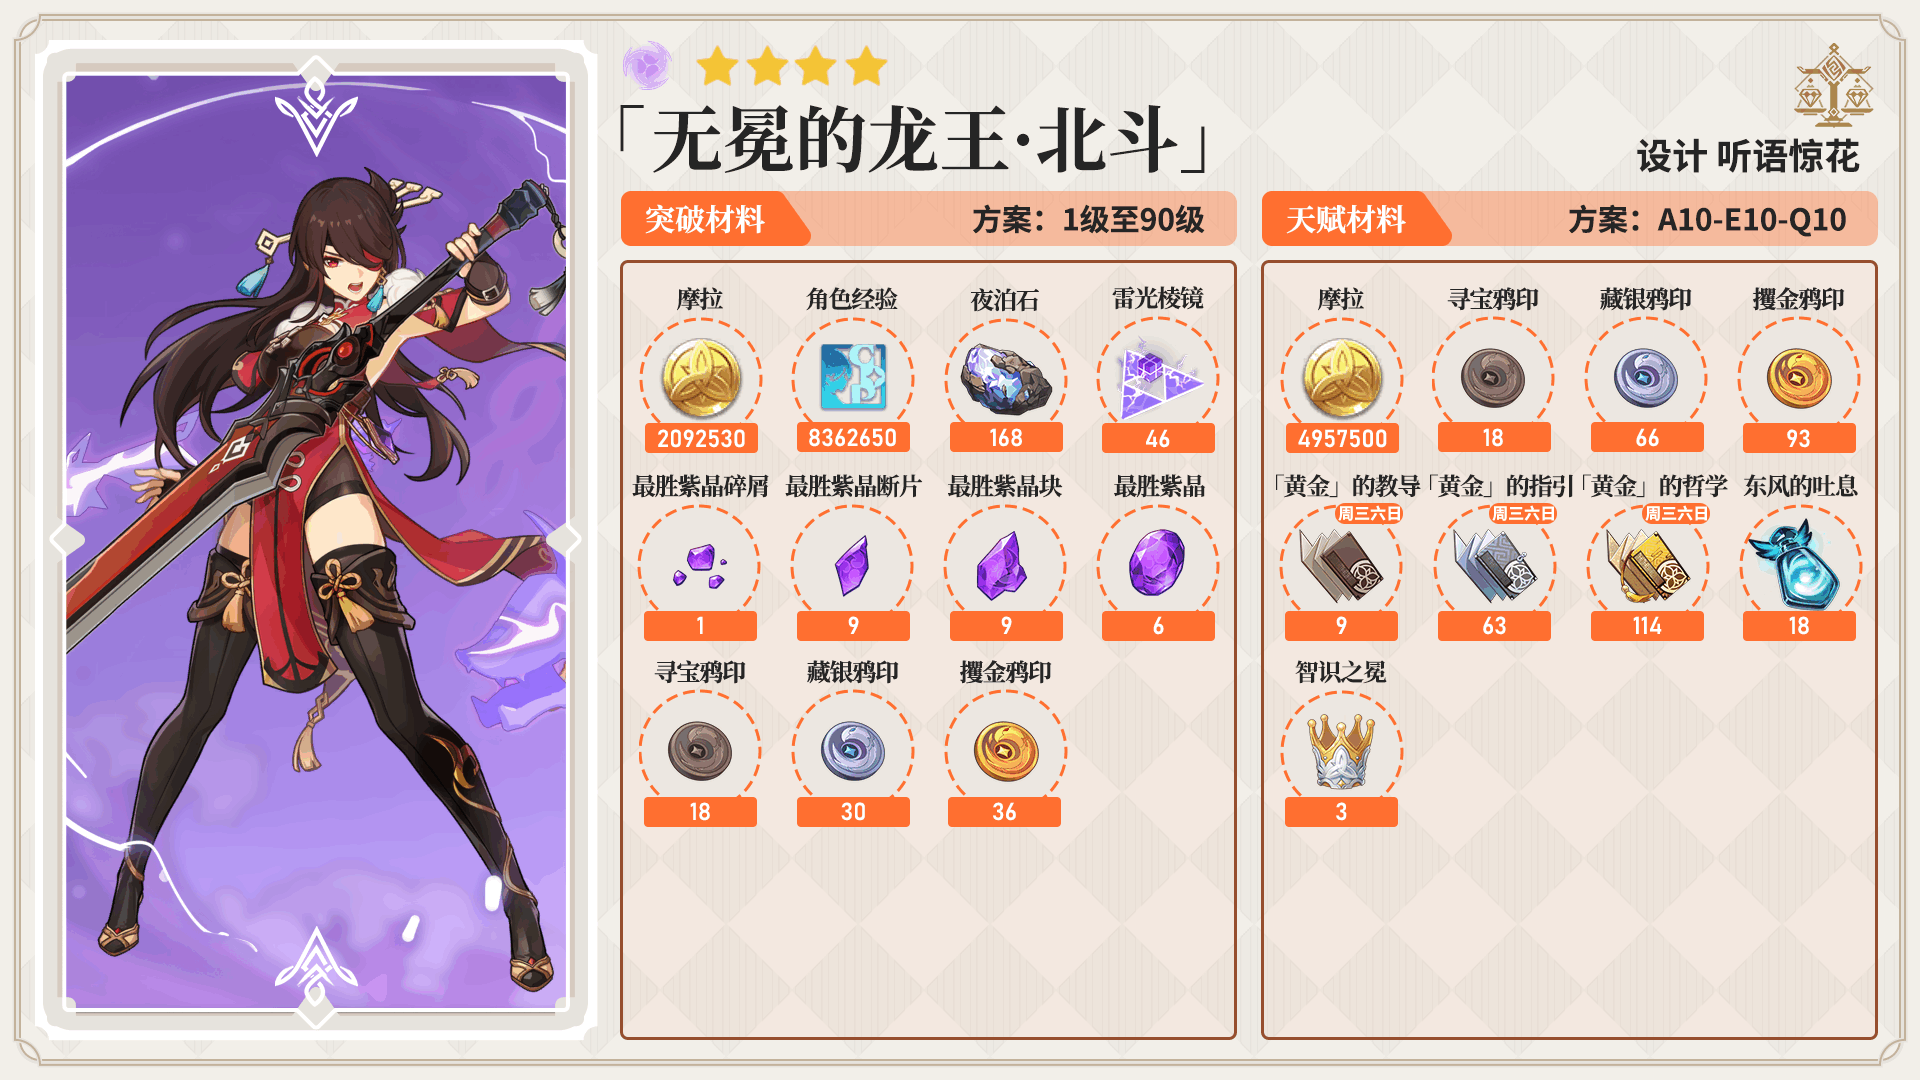 「无冕的龙王·北斗」
设计 听语惊花
突破材料 方案：1级至90级
摩拉 角色经验 夜泊石 雷光棱镜
2092530 8362650 168 46
最胜紫晶碎屑 最胜紫晶断片 最胜紫晶块 最胜紫晶
1 9 9 6
寻宝鸦印 藏银鸦印 攫金鸦印
18 30 36
天赋材料 方案：A10-E10-Q10
摩拉 寻宝鸦印 藏银鸦印 攫金鸦印
4957500 18 66 93
「黄金」的教导 「黄金」的指引 「黄金」的哲学 东风的吐息
周三六日 周三六日 周三六日
9 63 114 18
智识之冕
3